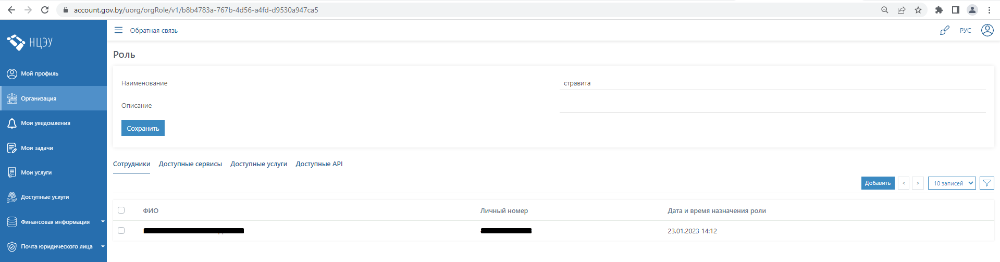 account.gov.by/uorg/orgRole/v1/b8b4783a-767b-4d56-a4fd-d9530a947ca5
НЦЭУ
Обратная связь
РУС
Мой профиль
Организация
Мои уведомления
Мои задачи
Мои услуги
Доступные услуги
Финансовая информация
Почта юридического лица
Роль
Наименование
стравита
Описание
Сохранить
Сотрудники Доступные сервисы Доступные услуги Доступные API
Добавить < > 10 записей
ФИО Личный номер Дата и время назначения роли
23.01.2023 14:12